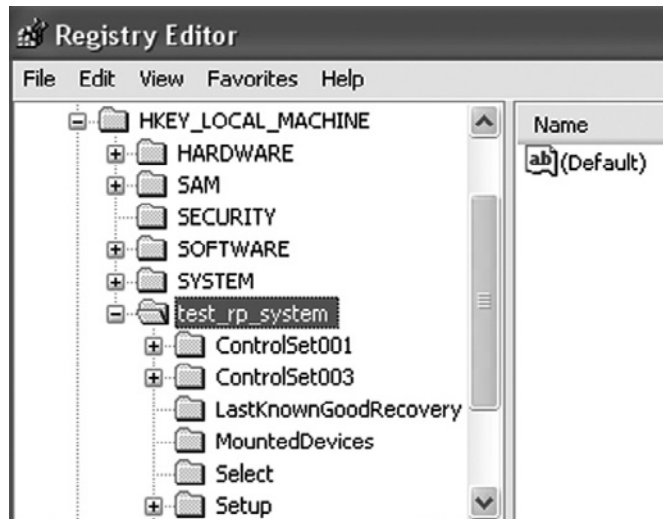 Registry Editor
File Edit View Favorites Help
HKEY_LOCAL_MACHINE
HARDWARE
SAM
SECURITY
SOFTWARE
SYSTEM
test_rp_system
ControlSet001
ControlSet003
LastKnownGoodRecovery
MountedDevices
Select
Setup
Name
ab (Default)